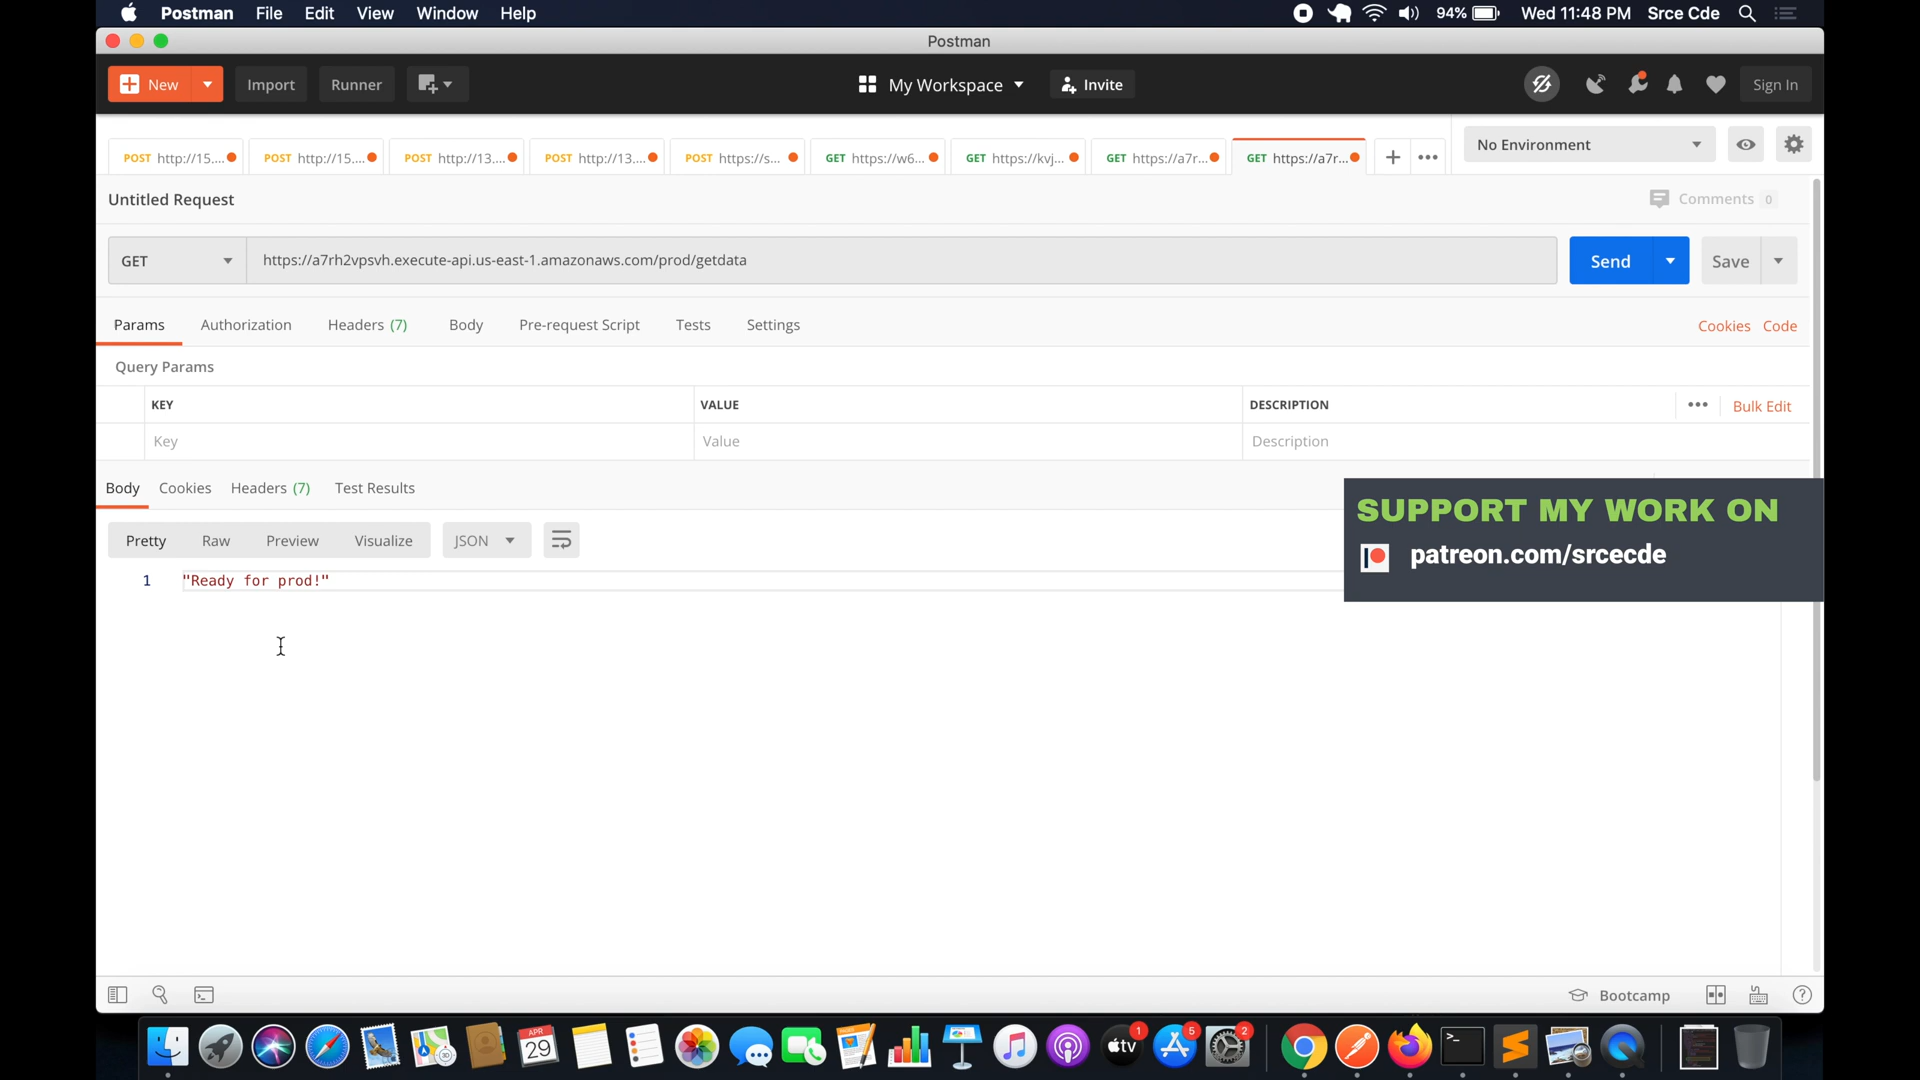 Postman File Edit View Window Help 94% Wed 11:48 PM Srce Cde
Postman
New Import Runner My Workspace Invite Sign In
POST http://15.... POST http://15.... POST http://13.... POST http://13.... POST https://s... GET https://w6... GET https://kvj... GET https://a7r... GET https://a7r... No Environment
Untitled Request Comments 0
GET https://a7rh2vpsvh.execute-api.us-east-1.amazonaws.com/prod/getdata Send Save
Params Authorization Headers (7) Body Pre-request Script Tests Settings Cookies Code
Query Params
KEY VALUE DESCRIPTION Bulk Edit
Key Value Description
Body Cookies Headers (7) Test Results
SUPPORT MY WORK ON
Pretty Raw Preview Visualize JSON
patreon.com/srcecde
1 "Ready for prod!"
Bootcamp
APR
29
3D
tv
1
5
2